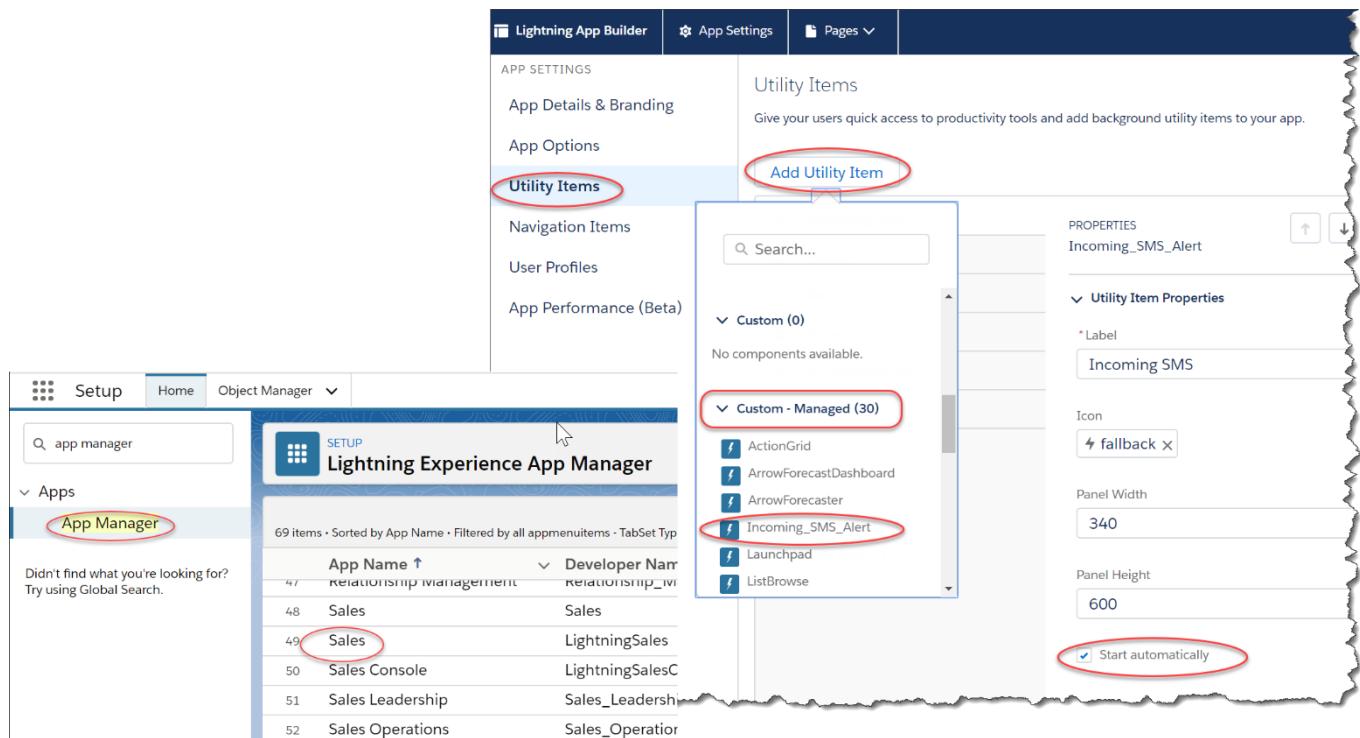 Lightning App Builder
App Settings
Pages
APP SETTINGS
App Details & Branding
App Options
Utility Items
Navigation Items
User Profiles
App Performance (Beta)
Utility Items
Give your users quick access to productivity tools and add background utility items to your app.
Add Utility Item
Search...
Custom (0)
No components available.
Custom - Managed (30)
ActionGrid
ArrowForecastDashboard
ArrowForecaster
Incoming_SMS_Alert
Launchpad
ListBrowse
PROPERTIES
Incoming_SMS_Alert
Utility Item Properties
*Label
Incoming SMS
Icon
fallback
Panel Width
340
Panel Height
600
Start automatically
Setup
Home
Object Manager
app manager
Apps
App Manager
Didn't find what you're looking for?
Try using Global Search.
SETUP
Lightning Experience App Manager
69 items • Sorted by App Name • Filtered by all appmenuitems - TabSet Typ
App Name ↑
Developer Nam
47 Relationship Management Relationship_M
48 Sales Sales
49 Sales LightningSales
50 Sales Console LightningSalesC
51 Sales Leadership Sales_Leadersh
52 Sales Operations Sales_Operation